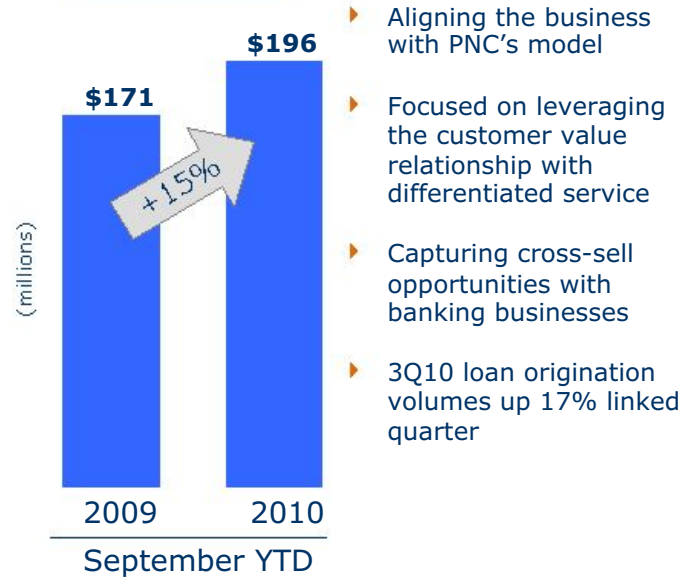 $171
$196
+15%
(millions)
2009
2010
September YTD
Aligning the business
with PNC's model
Focused on leveraging
the customer value
relationship with
differentiated service
Capturing cross-sell
opportunities with
banking businesses
3Q10 loan origination
volumes up 17% linked
quarter